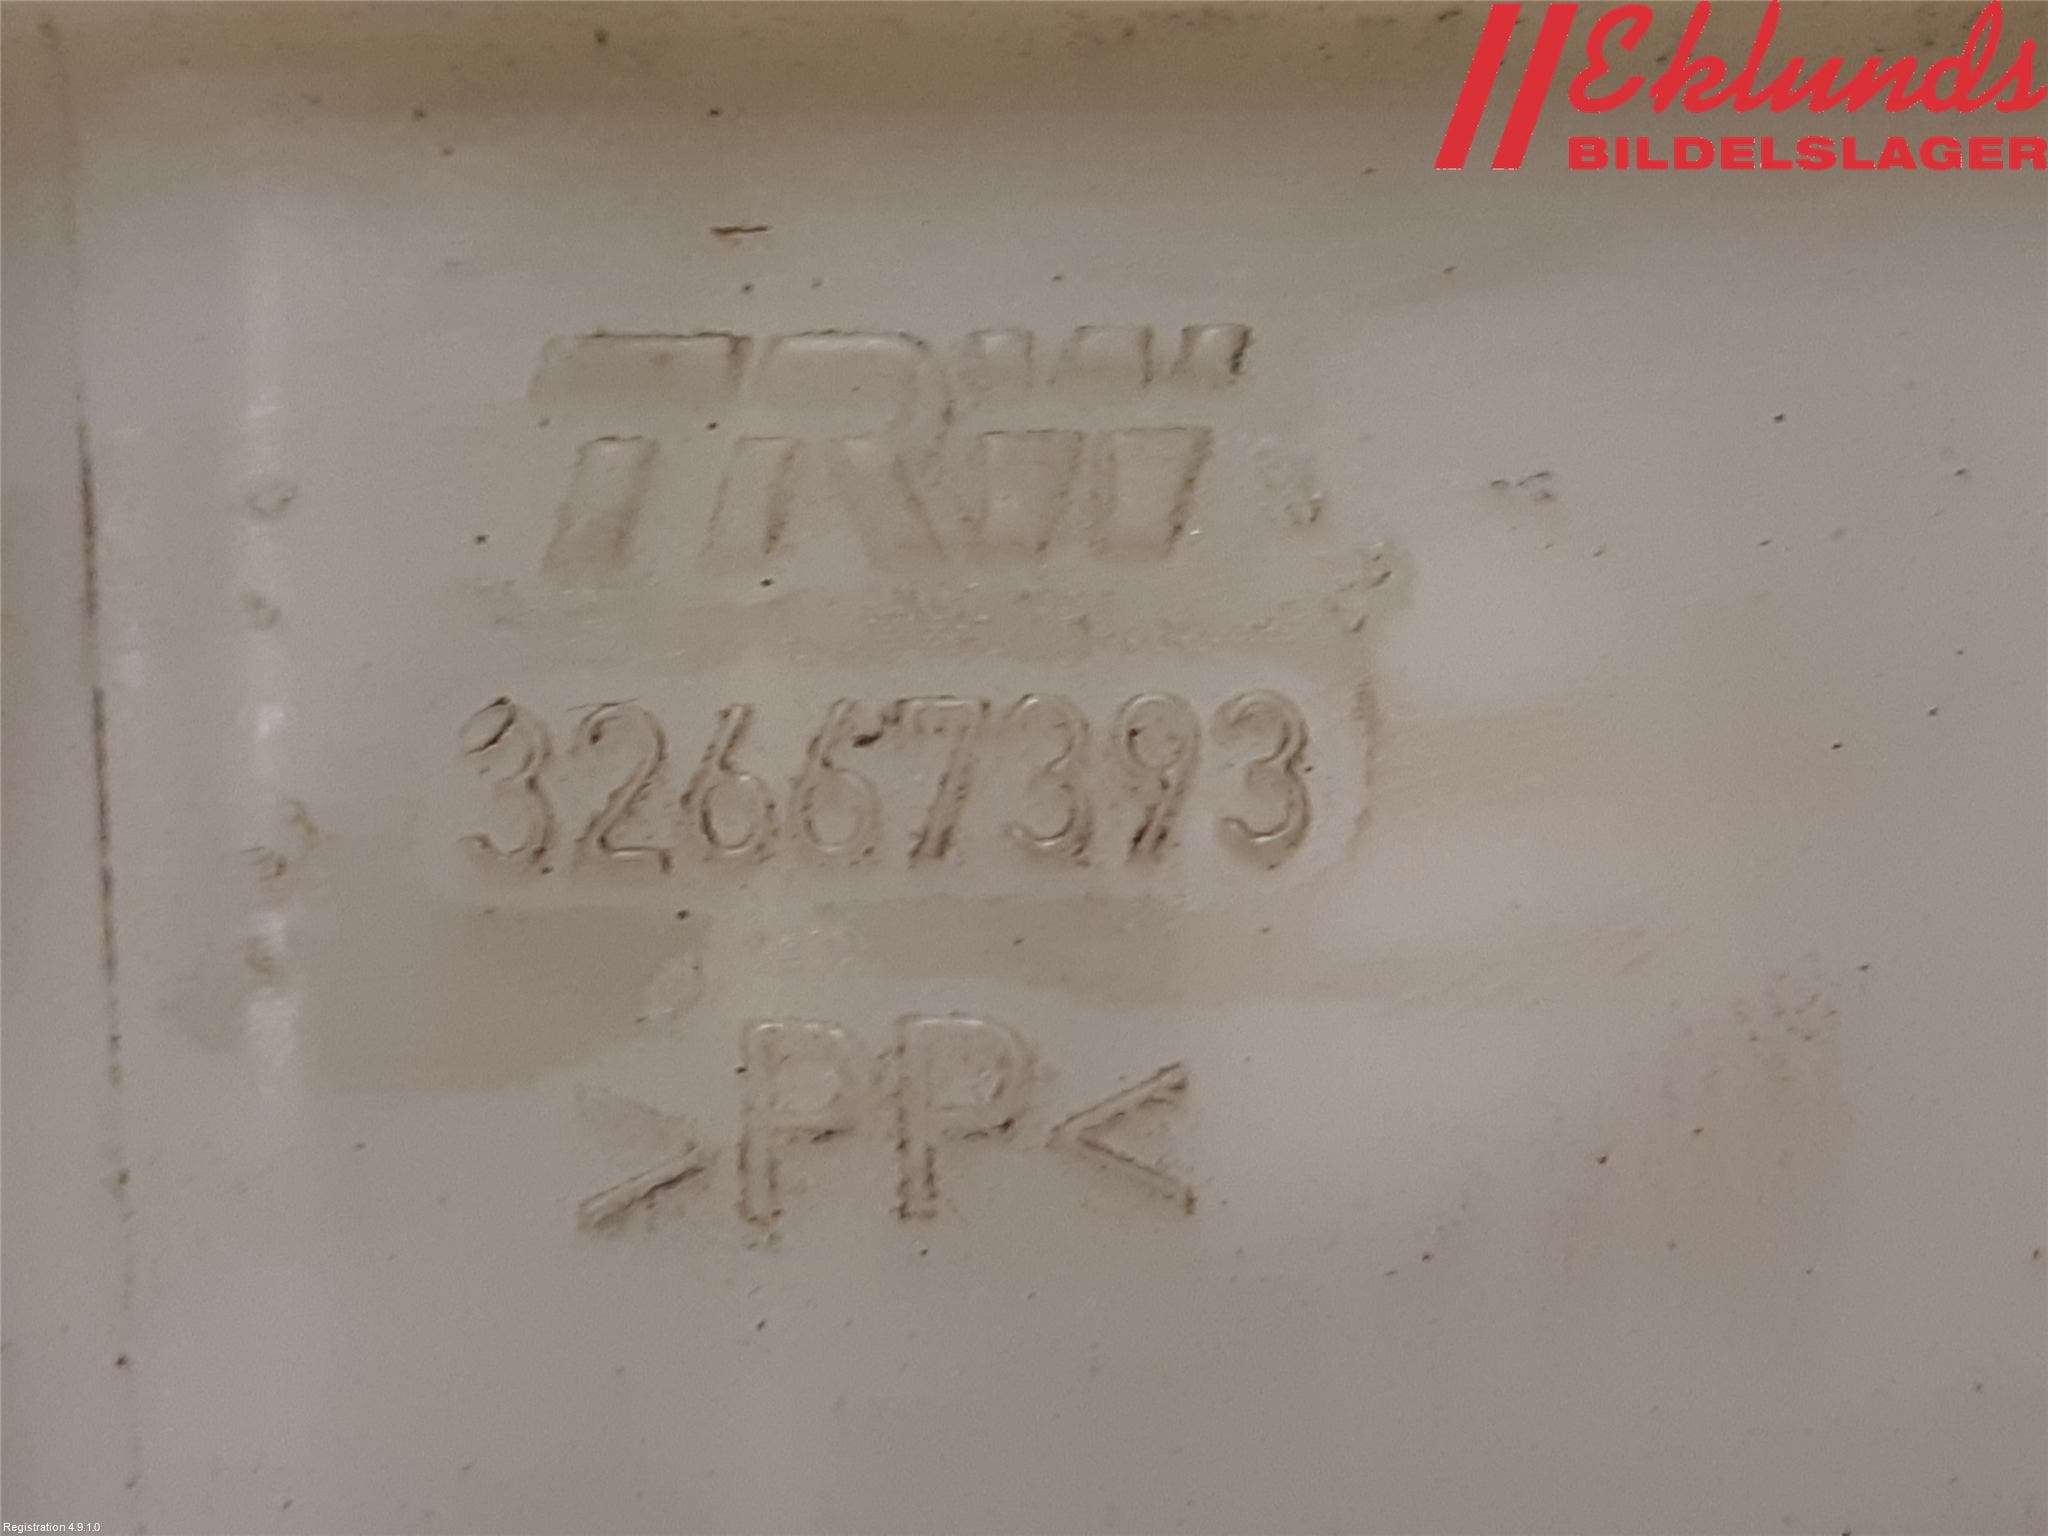 Eklunds
BILDELSLAGER
TRW
32667393
>PP<
Registration 4.9.1.0